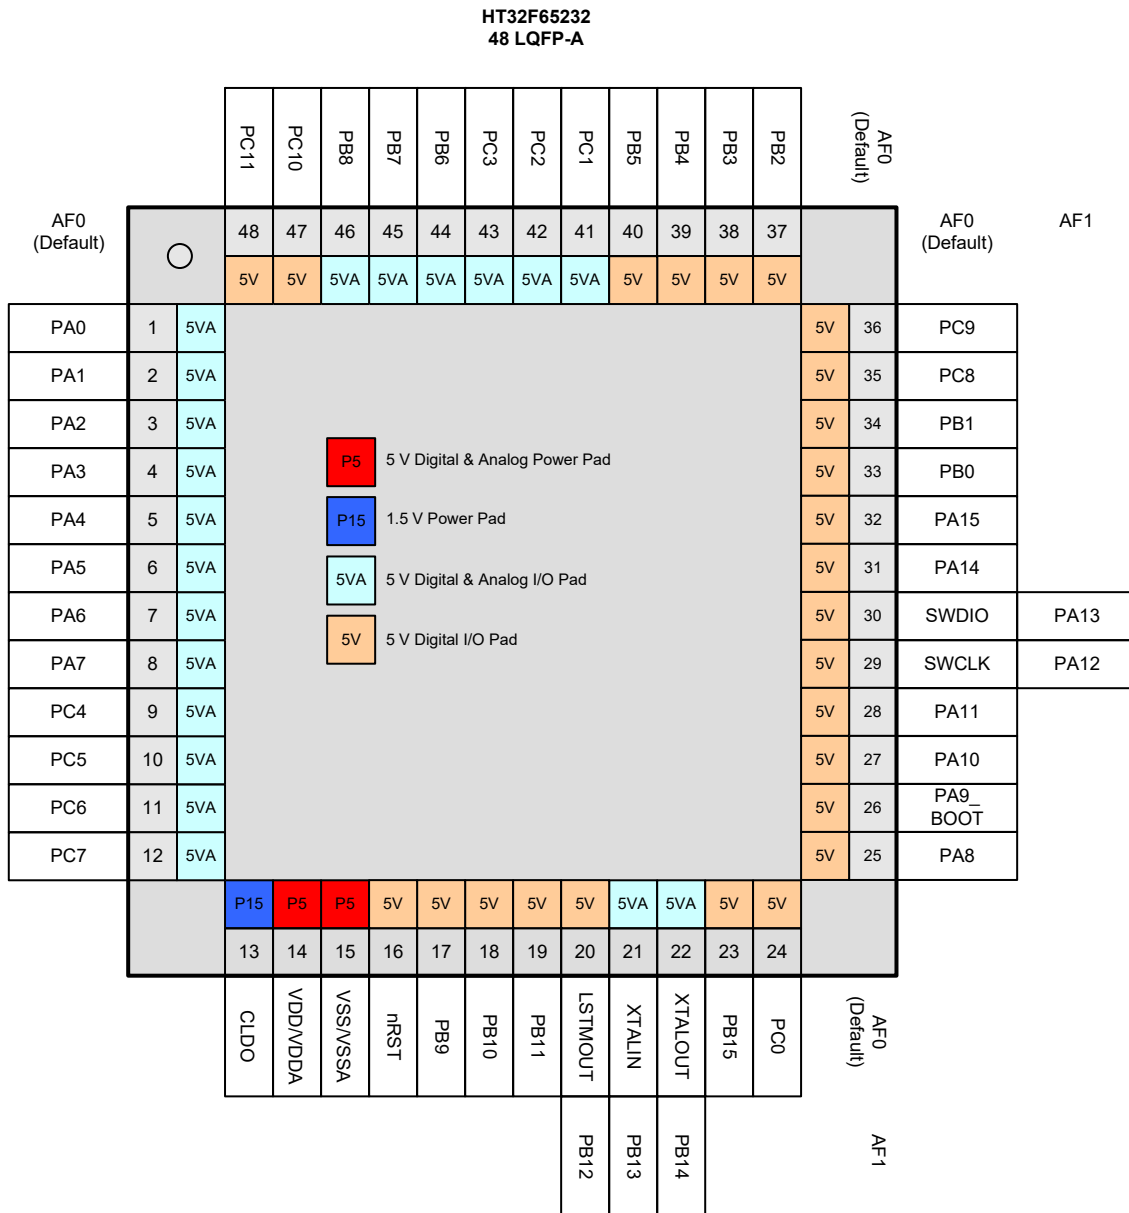 HT32F65232
48 LQFP-A
PC11 PC10 PB8 PB7 PB6 PC3 PC2 PC1 PB5 PB4 PB3 PB2 AF0 (Default)
AF0
(Default)
48 47 46 45 44 43 42 41 40 39 38 37
AF0
(Default)
AF1
5V 5V 5VA 5VA 5VA 5VA 5VA 5VA 5V 5V 5V 5V
PA0 1 5VA 5V 36 PC9
PA1 2 5VA 5V 35 PC8
PA2 3 5VA 5V 34 PB1
P5 5 V Digital & Analog Power Pad
PA3 4 5VA 5V 33 PB0
PA4 5 5VA P15 1.5 V Power Pad 5V 32 PA15
PA5 6 5VA 5V 31 PA14
5VA 5 V Digital & Analog I/O Pad
PA6 7 5VA 5V 30 SWDIO PA13
5V 5 V Digital I/O Pad
PA7 8 5VA 5V 29 SWCLK PA12
PC4 9 5VA 5V 28 PA11
PC5 10 5VA 5V 27 PA10
PC6 11 5VA 5V 26 PA9_
BOOT
PC7 12 5VA 5V 25 PA8
P15 P5 P5 5V 5V 5V 5V 5V 5VA 5VA 5V 5V
13 14 15 16 17 18 19 20 21 22 23 24
CLDO VDD/VDDA VSS/VSSA nRST PB9 PB10 PB11 LSTMOUT XTALIN XTALOUT PB15 PC0 AF0 (Default)
PB12 PB13 PB14 AF1